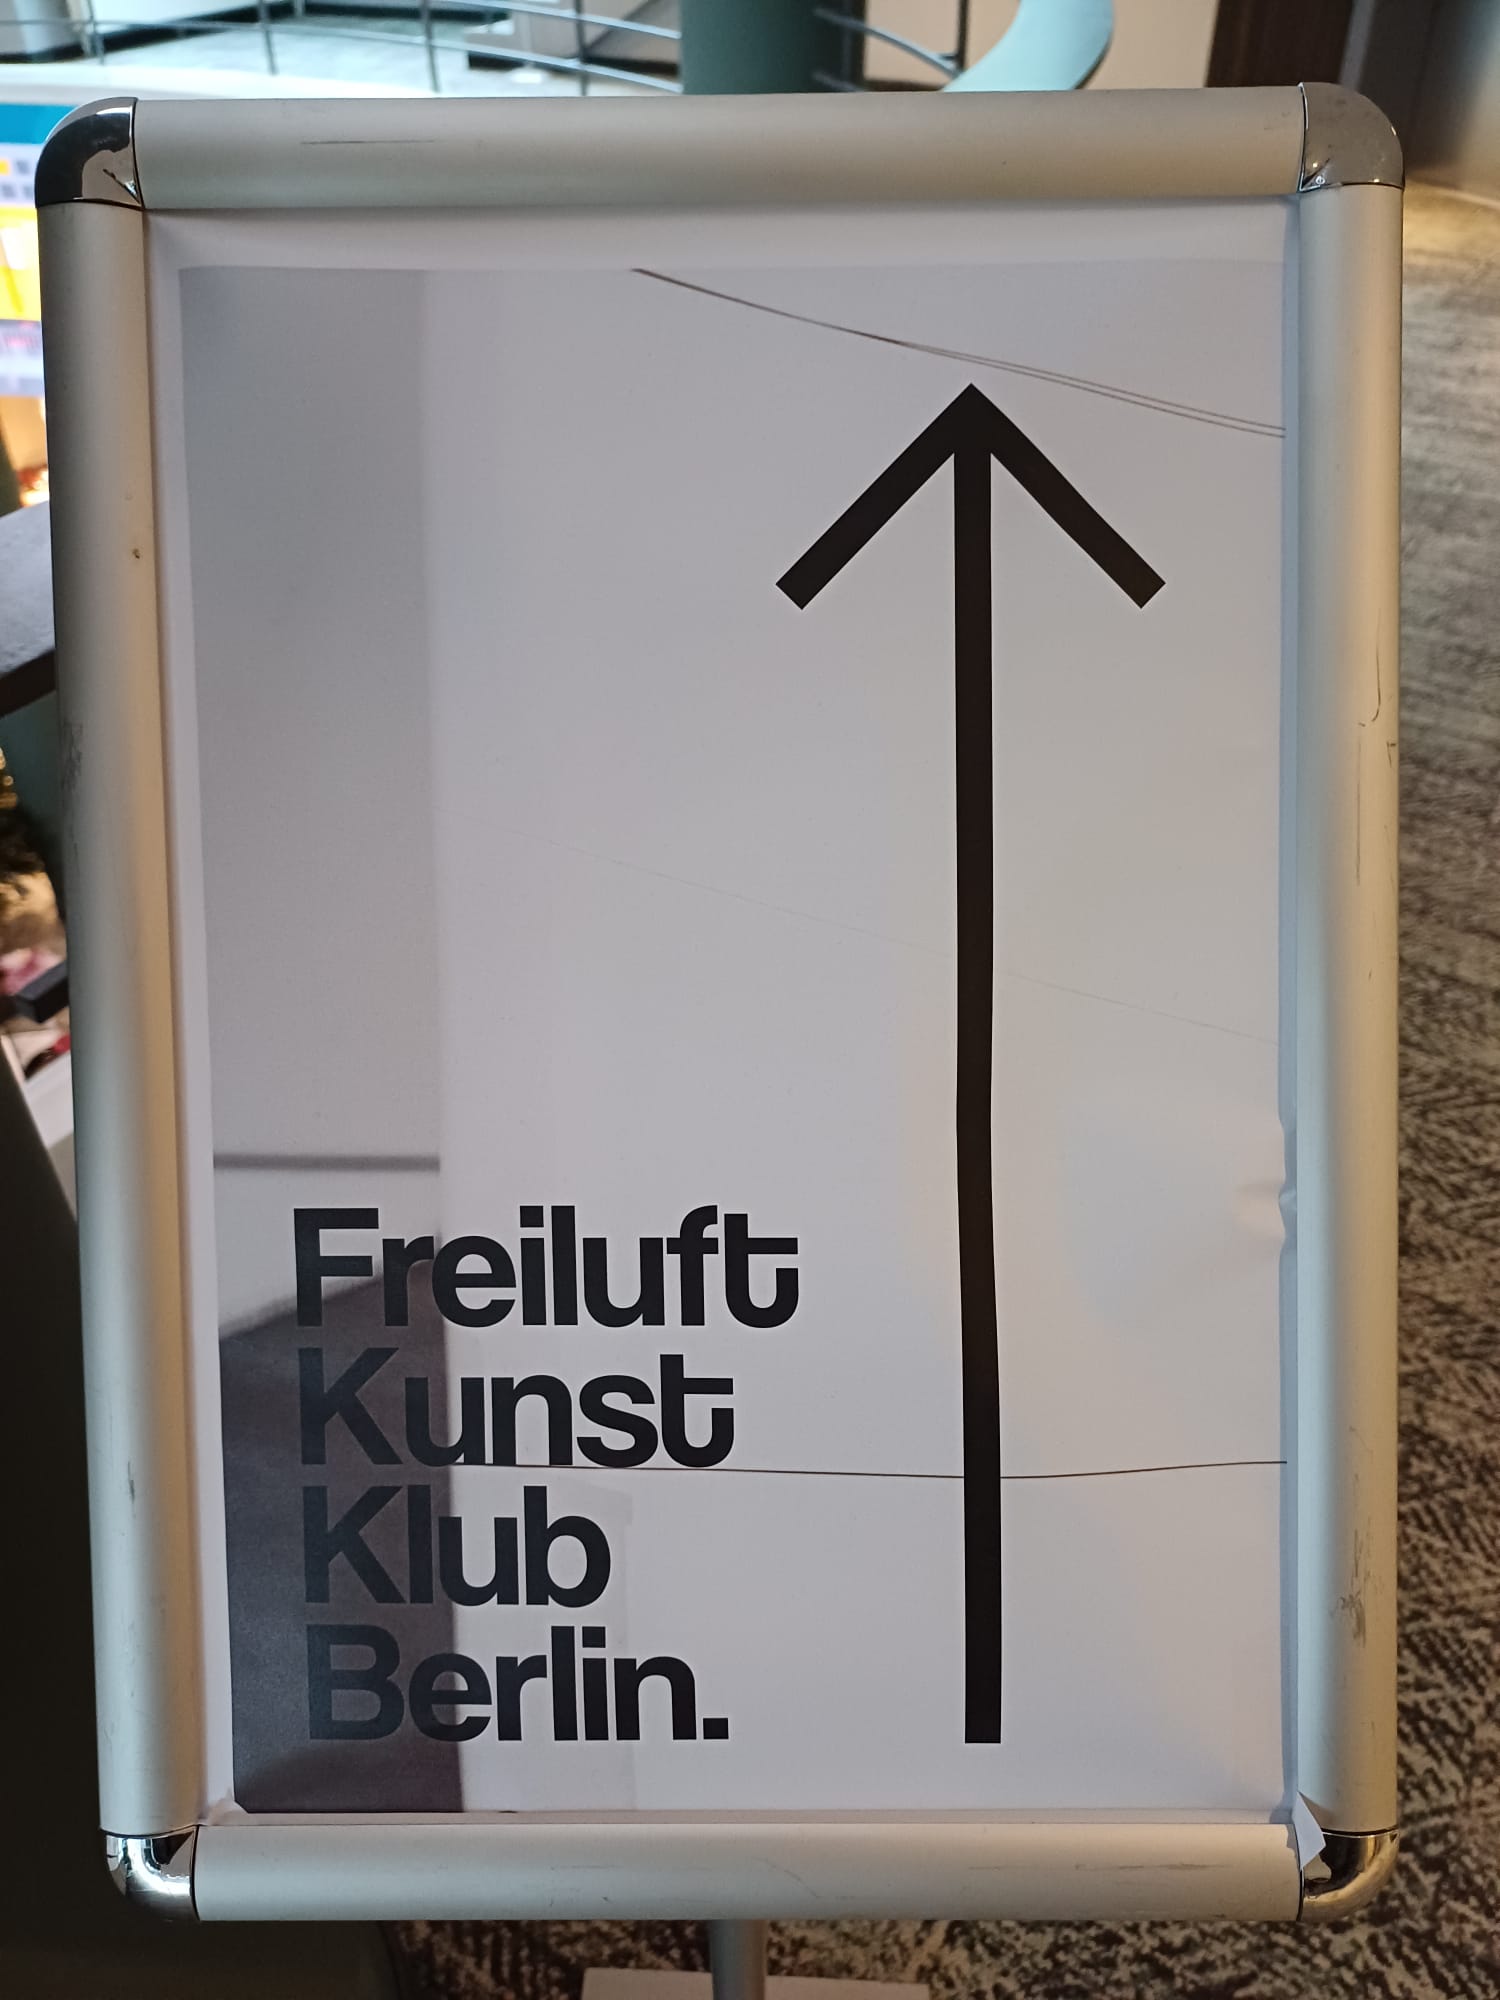 Freiluft
Kunst
Klub
Berlin.